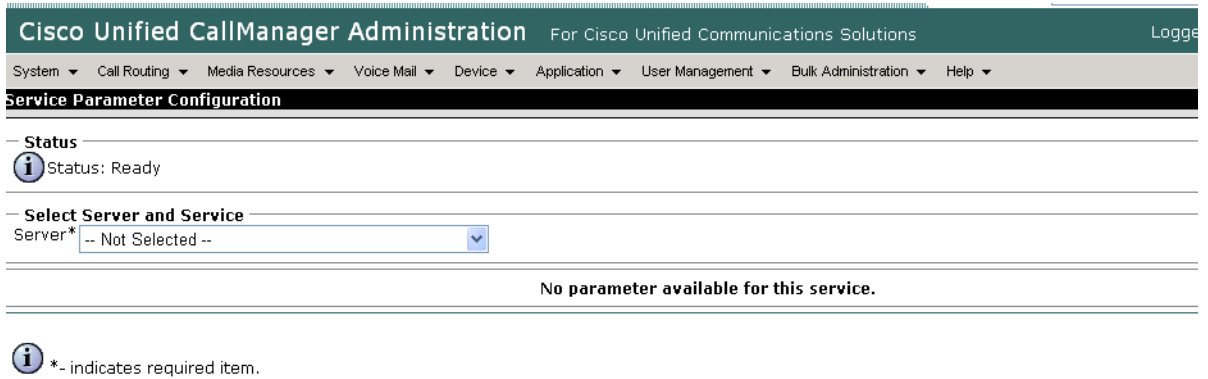 Cisco Unified CallManager Administration For Cisco Unified Communications Solutions Logge
System Call Routing Media Resources Voice Mail Device Application User Management Bulk Administration Help
Service Parameter Configuration
Status
Status: Ready
Select Server and Service
Server* -- Not Selected --
No parameter available for this service.
*- indicates required item.